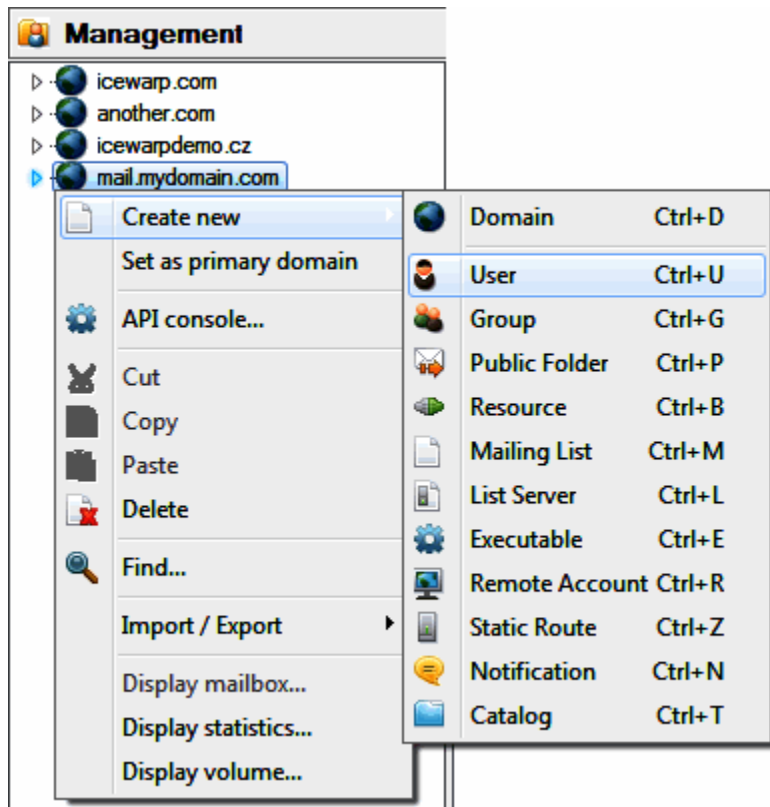 Management
icewarp.com
another.com
icewarpdemo.cz
mail.mydomain.com
Create new
Set as primary domain
API console...
Cut
Copy
Paste
Delete
Find...
Import / Export
Display mailbox...
Display statistics...
Display volume...
Domain Ctrl+D
User Ctrl+U
Group Ctrl+G
Public Folder Ctrl+P
Resource Ctrl+B
Mailing List Ctrl+M
List Server Ctrl+L
Executable Ctrl+E
Remote Account Ctrl+R
Static Route Ctrl+Z
Notification Ctrl+N
Catalog Ctrl+T